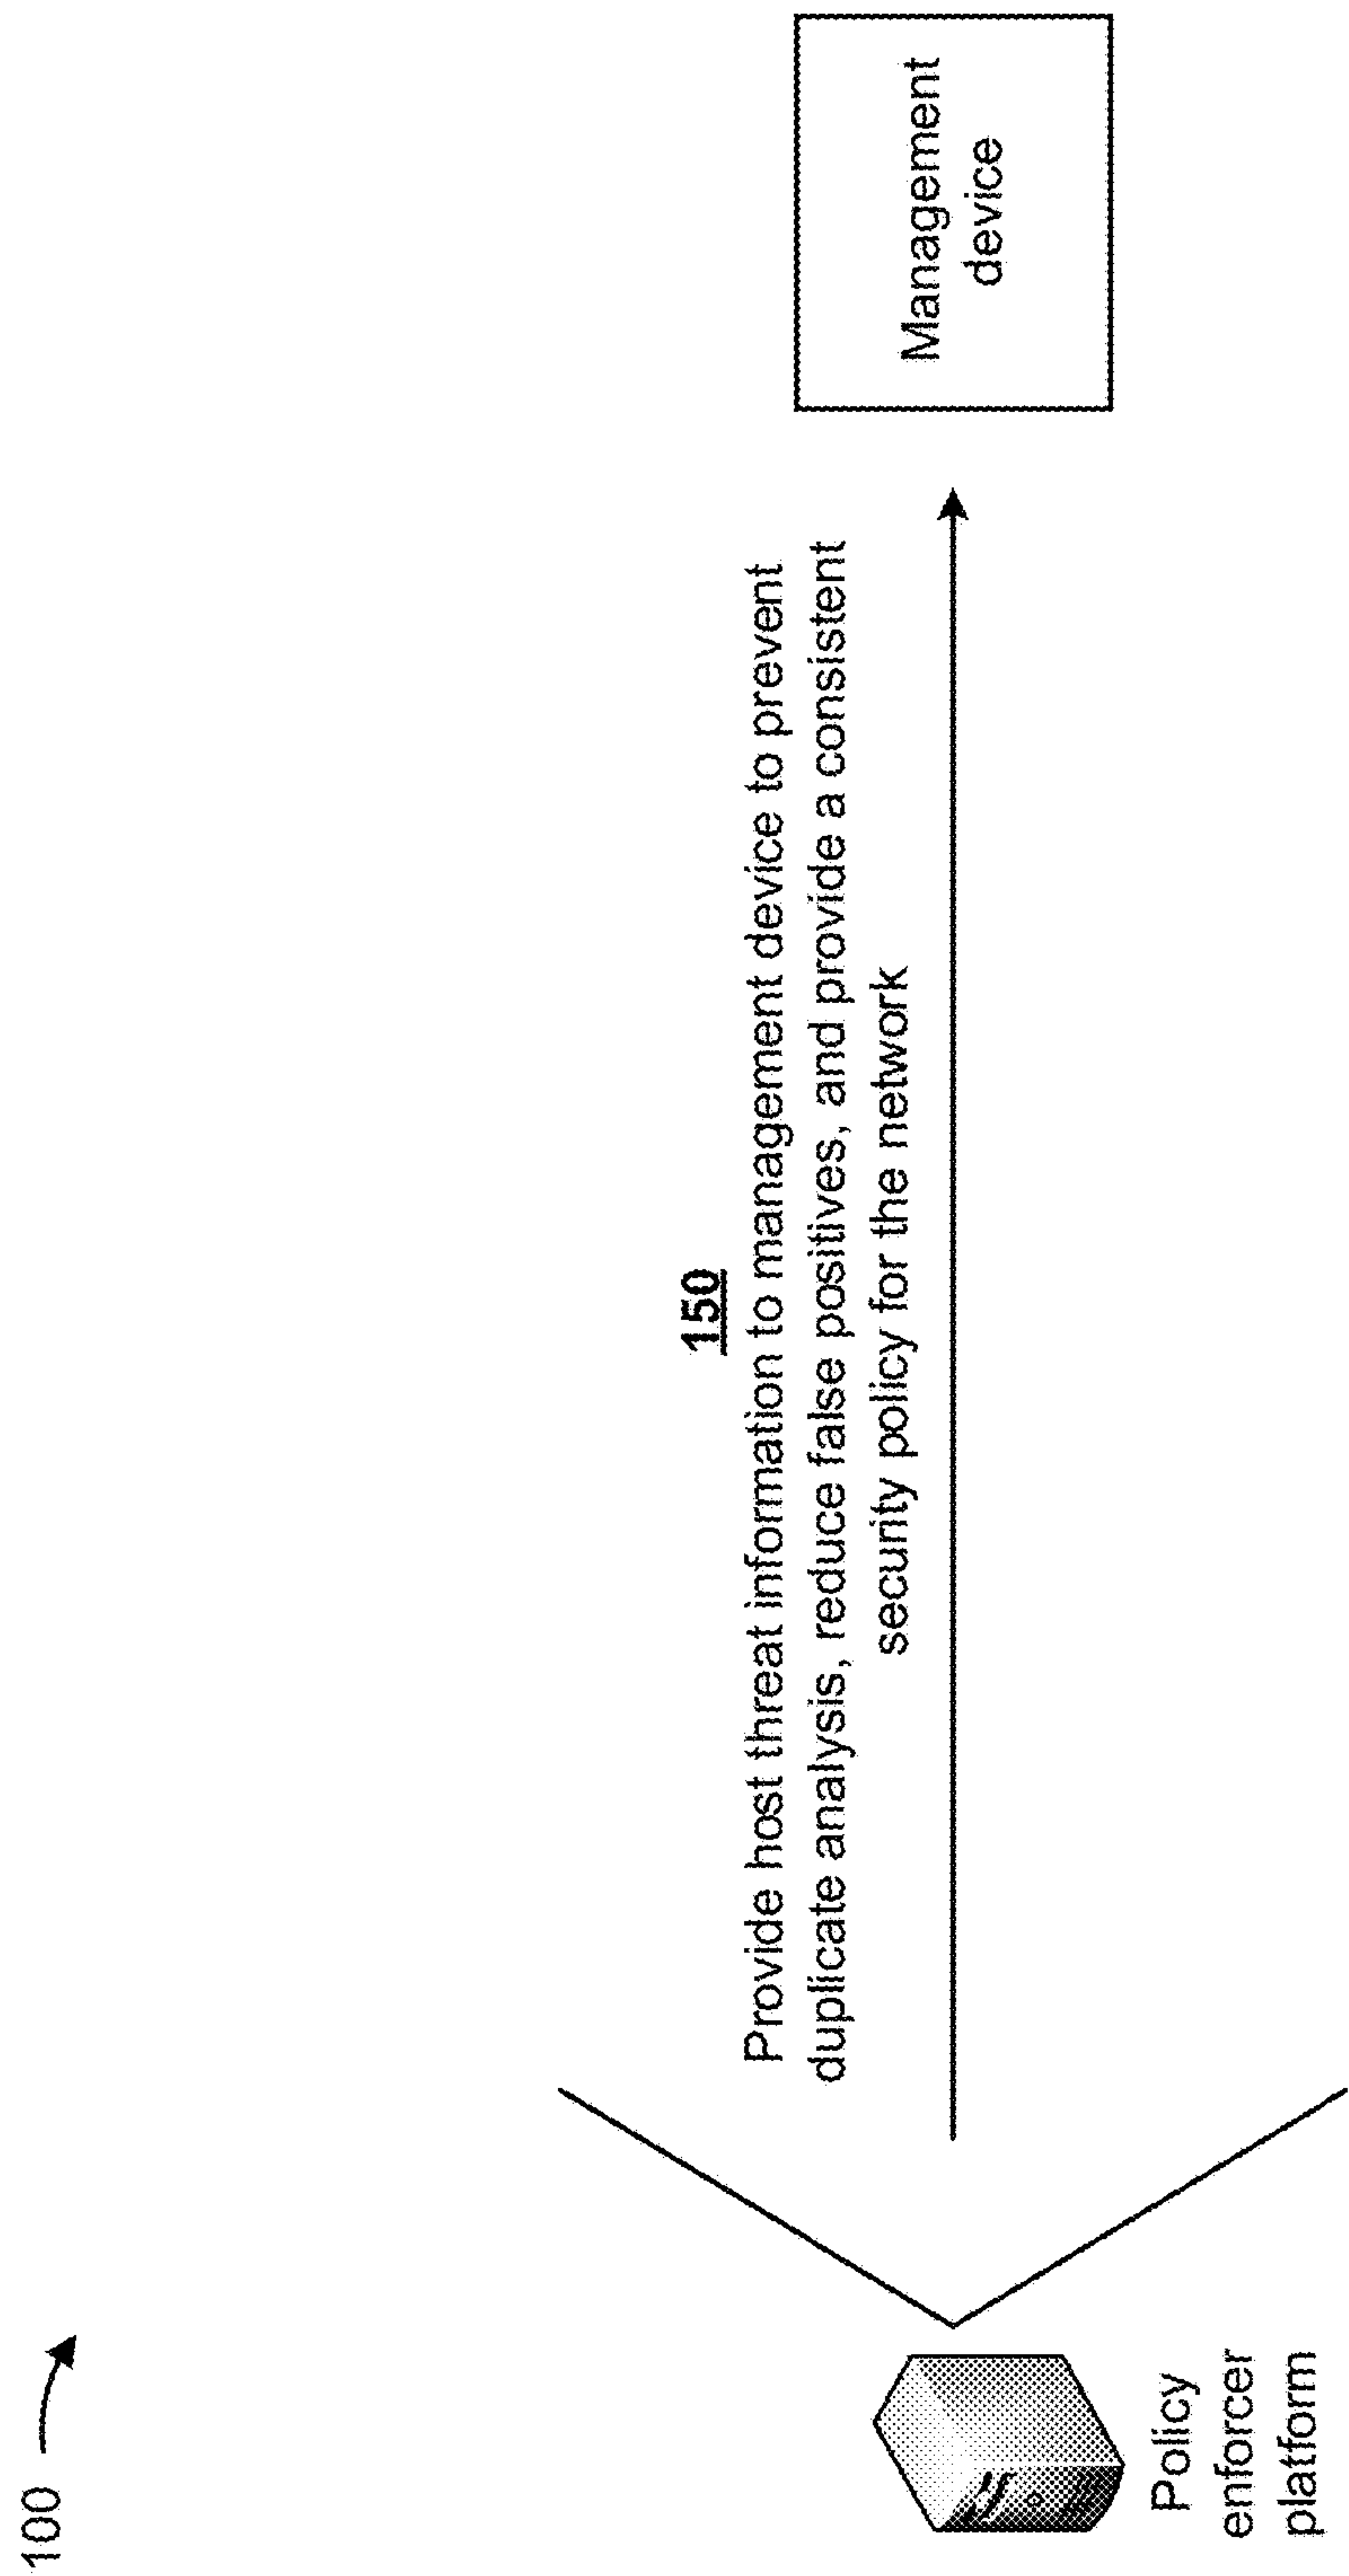 100
150
Provide host threat information to management device to prevent
duplicate analysis, reduce false positives, and provide a consistent
security policy for the network
Management
device
Policy
enforcer
platform